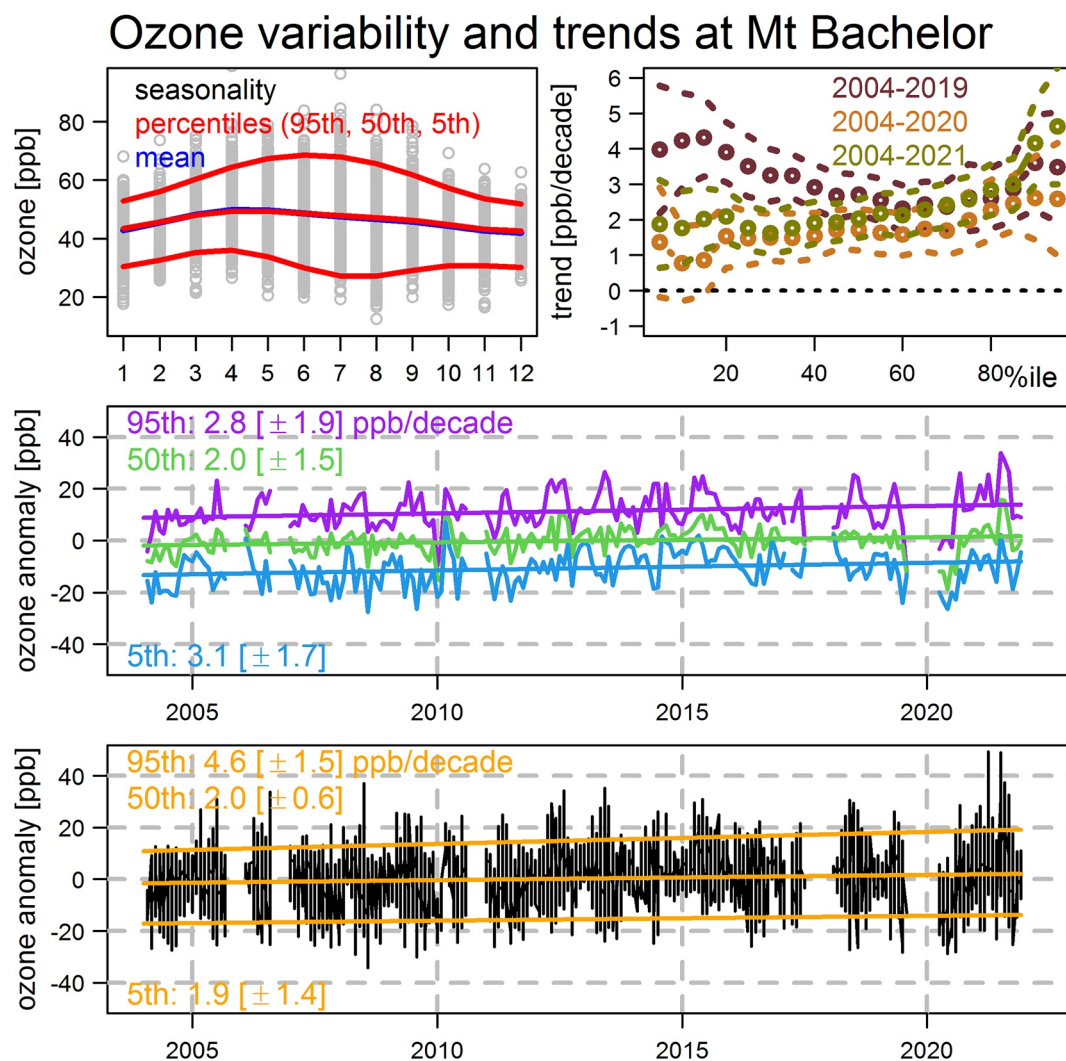 Ozone variability and trends at Mt Bachelor
ozone [ppb]
80
60
40
20
seasonality
percentiles (95th, 50th, 5th)
mean
1 2 3 4 5 6 7 8 9 10 11 12
trend [ppb/decade]
6
5
4
3
2
1
0
-1
2004-2019
2004-2020
2004-2021
20 40 60 80 %ile
ozone anomaly [ppb]
40
20
0
-20
-40
95th: 2.8 [± 1.9] ppb/decade
50th: 2.0 [± 1.5]
5th: 3.1 [± 1.7]
2005 2010 2015 2020
ozone anomaly [ppb]
40
20
0
-20
-40
95th: 4.6 [± 1.5] ppb/decade
50th: 2.0 [± 0.6]
5th: 1.9 [± 1.4]
2005 2010 2015 2020